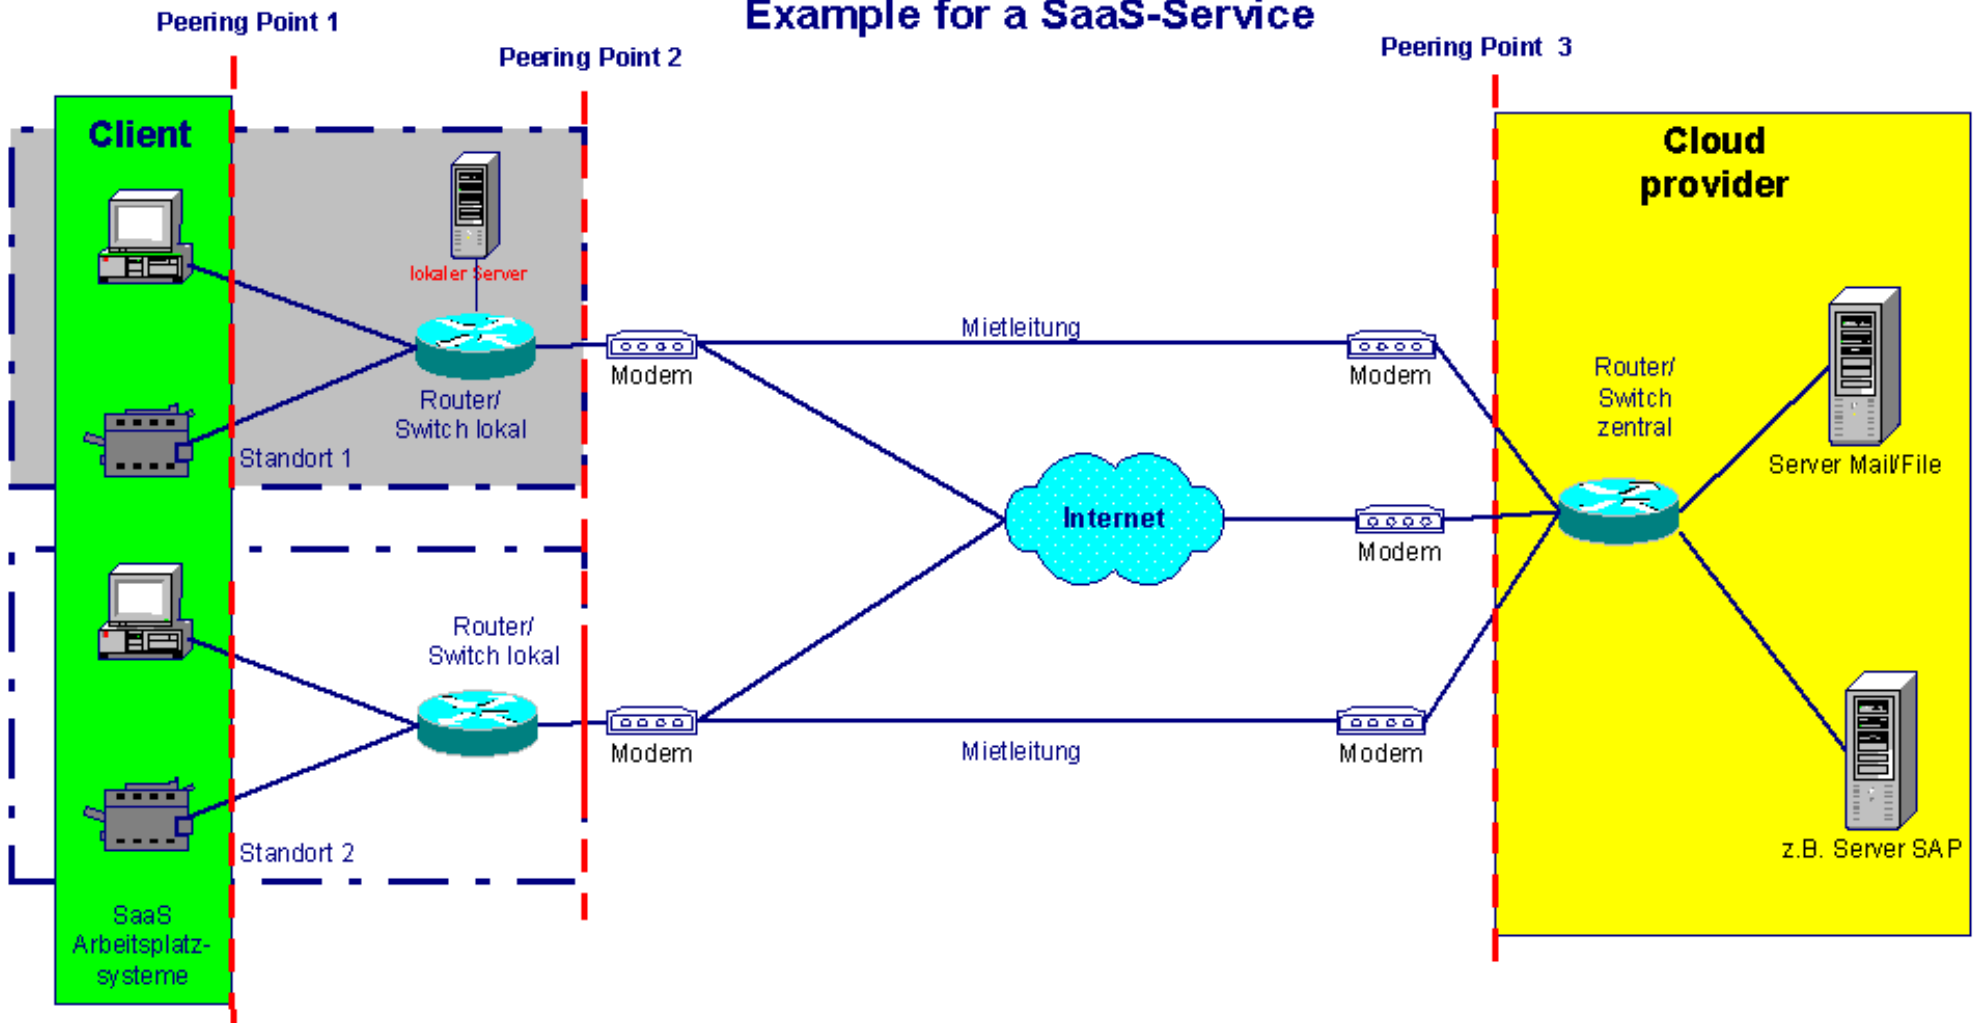 Example for a SaaS-Service
Peering Point 1
Peering Point 2
Peering Point 3
Client
Cloud
provider
lokaler Server
Mietleitung
Modem
Modem
Router/
Switch lokal
Router/
Switch
zentral
Standort 1
Server Mail/File
Internet
Modem
Router/
Switch lokal
Modem
Mietleitung
Modem
Standort 2
z.B. Server SAP
SaaS
Arbeitsplatz-
systeme